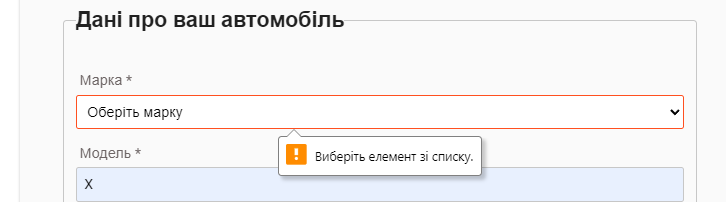 Дані про ваш автомобіль
Марка *
Оберіть марку
Виберіть елемент зі списку.
Модель *
X